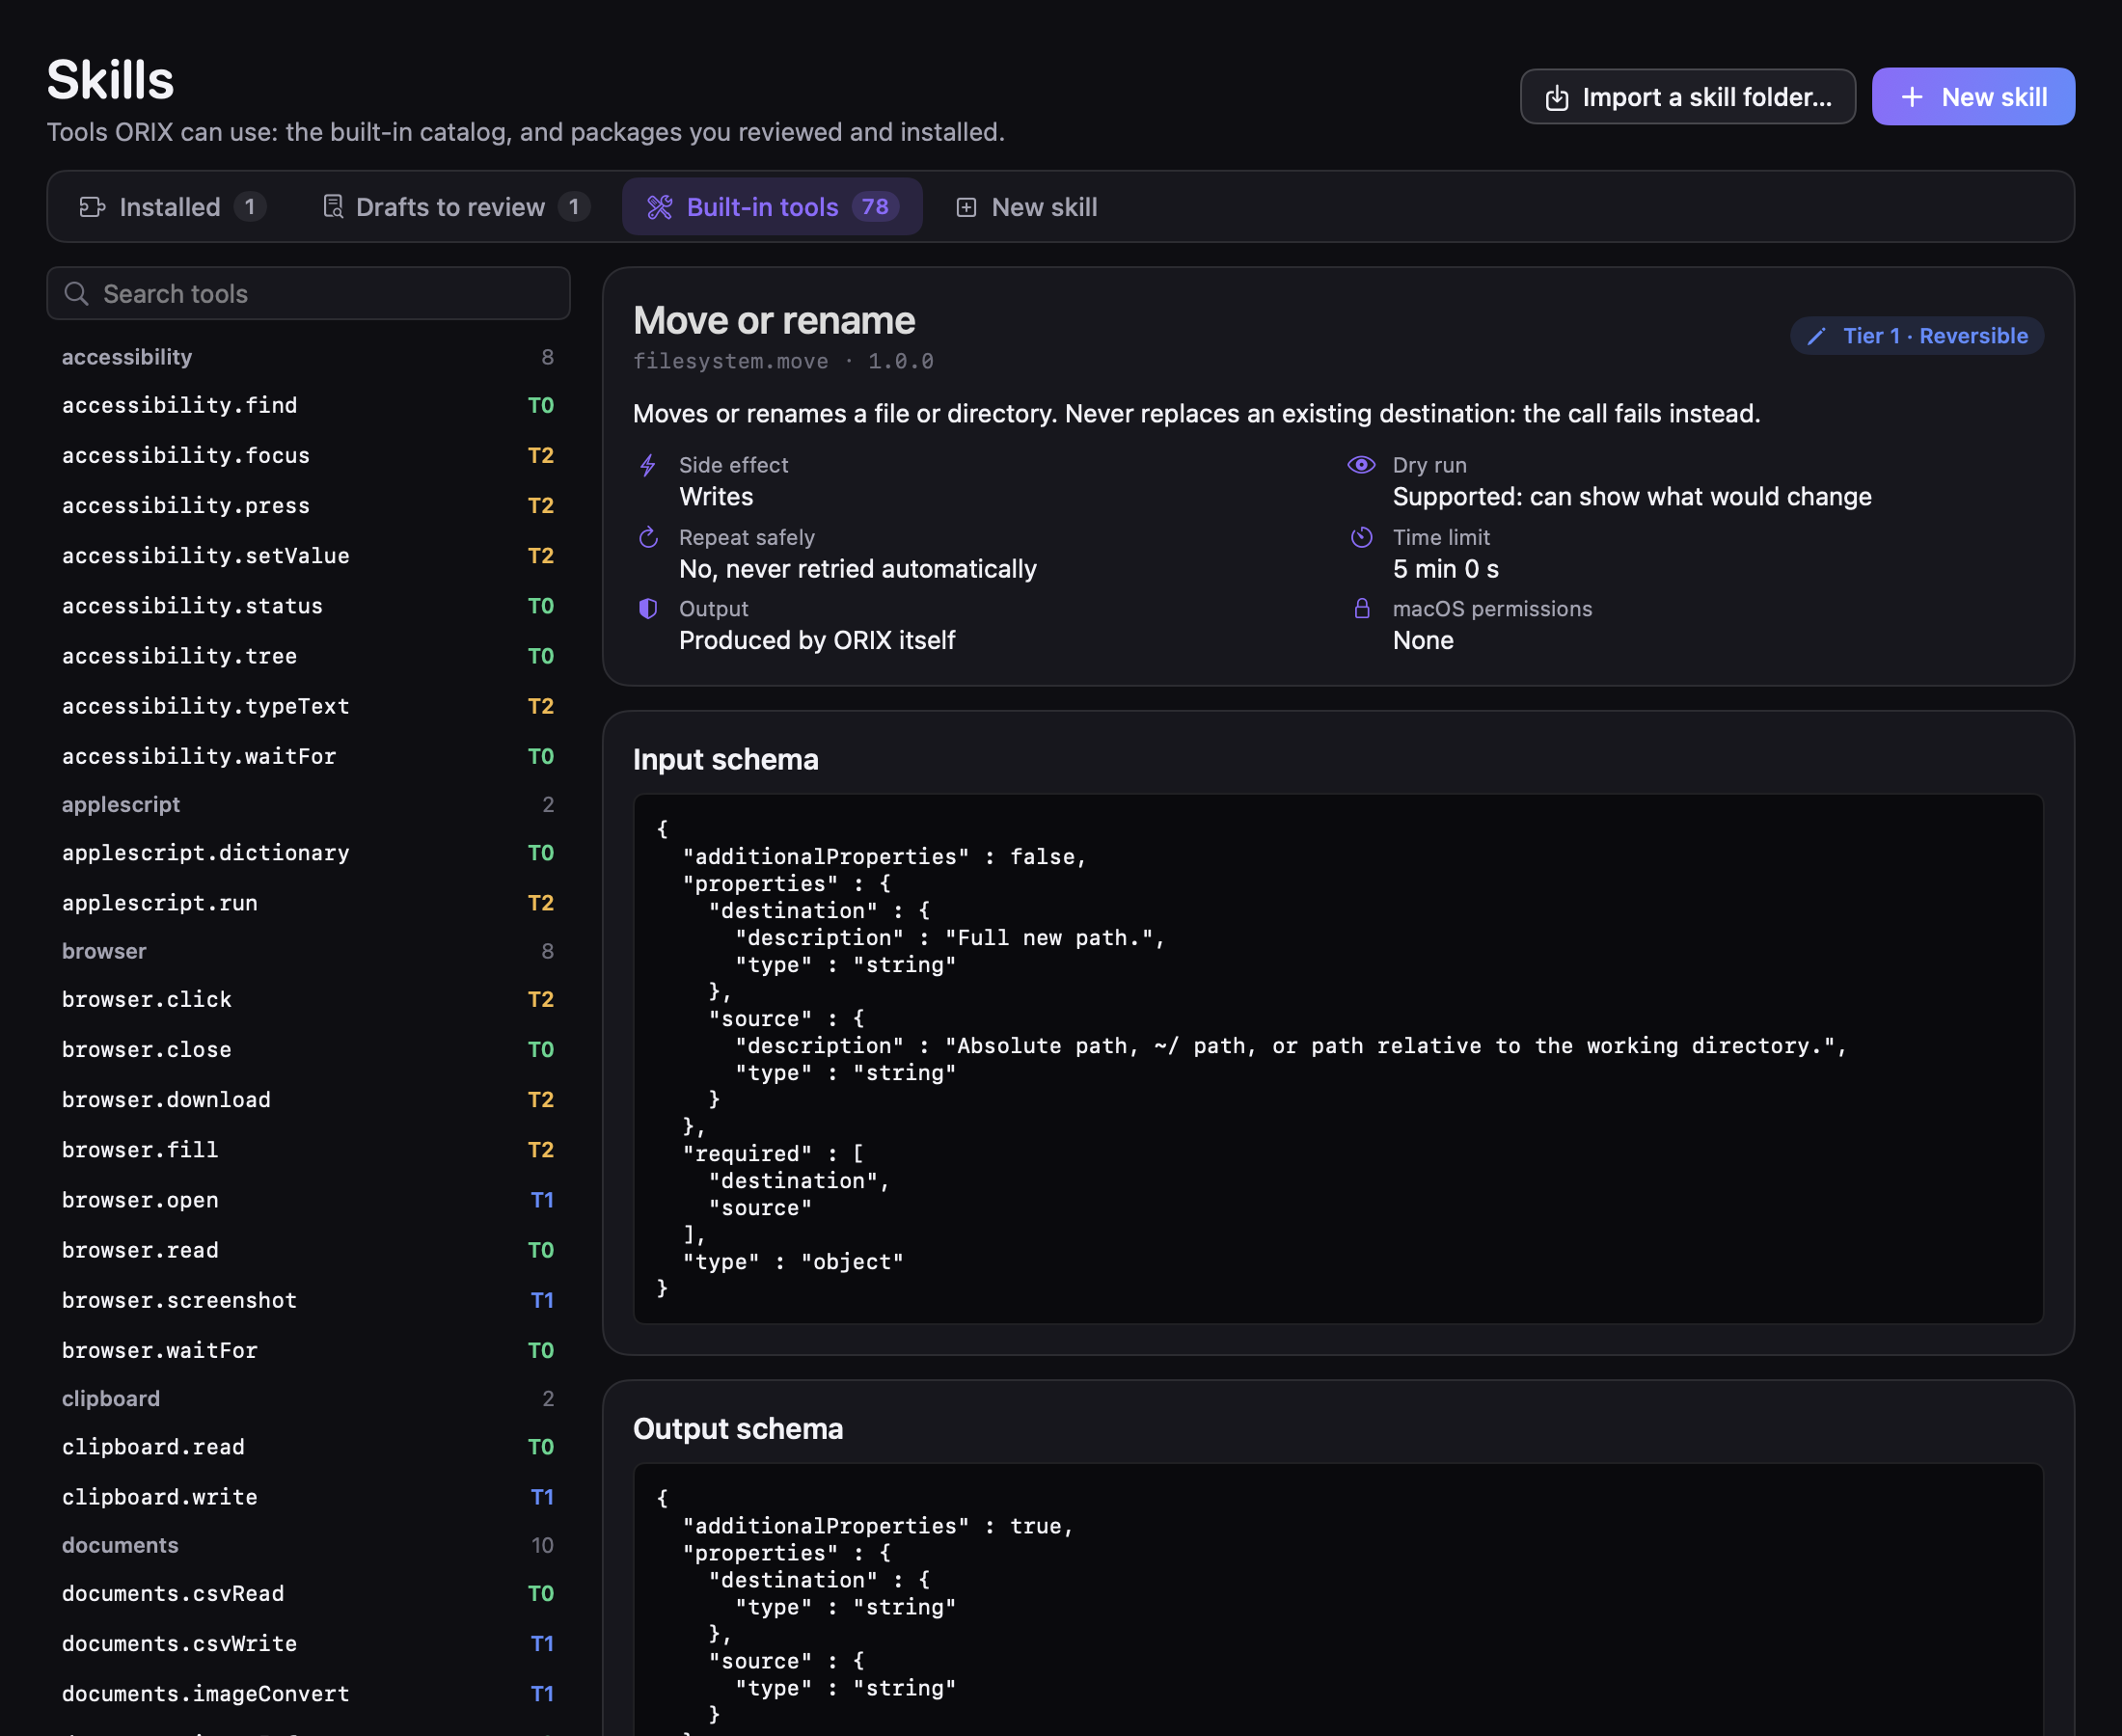 Skills
Tools ORIX can use: the built-in catalog, and packages you reviewed and installed.
Import a skill folder...
New skill
Installed 1
Drafts to review 1
Built-in tools 78
New skill
Search tools
accessibility 8
accessibility.find T0
accessibility.focus T2
accessibility.press T2
accessibility.setValue T2
accessibility.status T0
accessibility.tree T0
accessibility.typeText T2
accessibility.waitFor T0
applescript 2
applescript.dictionary T0
applescript.run T2
browser 8
browser.click T2
browser.close T0
browser.download T2
browser.fill T2
browser.open T1
browser.read T0
browser.screenshot T1
browser.waitFor T0
clipboard 2
clipboard.read T0
clipboard.write T1
documents 10
documents.csvRead T0
documents.csvWrite T1
documents.imageConvert T1
Move or rename
filesystem.move · 1.0.0
Tier 1 · Reversible
Moves or renames a file or directory. Never replaces an existing destination: the call fails instead.
Side effect
Writes
Dry run
Supported: can show what would change
Repeat safely
No, never retried automatically
Time limit
5 min 0 s
Output
Produced by ORIX itself
macOS permissions
None
Input schema
{
  "additionalProperties" : false,
  "properties" : {
    "destination" : {
      "description" : "Full new path.",
      "type" : "string"
    },
    "source" : {
      "description" : "Absolute path, ~/ path, or path relative to the working directory.",
      "type" : "string"
    }
  },
  "required" : [
    "destination",
    "source"
  ],
  "type" : "object"
}
Output schema
{
  "additionalProperties" : true,
  "properties" : {
    "destination" : {
      "type" : "string"
    },
    "source" : {
      "type" : "string"
    }